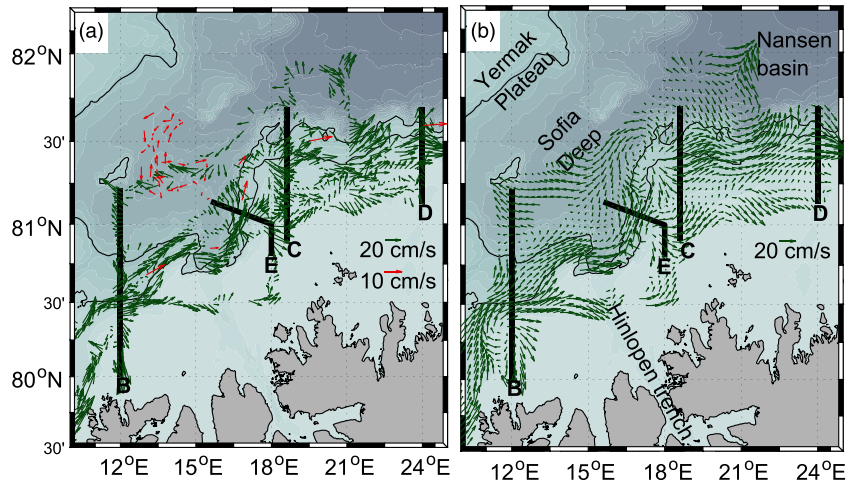 (a)
82°N
30'
81°N
30'
80°N
30'
12°E
15°E
18°E
21°E
24°E
B
E
C
D
20 cm/s
10 cm/s
(b)
Yermak
Plateau
Nansen
basin
Sofia
Deep
Hinlopen trench
B
E
C
D
20 cm/s
12°E
15°E
18°E
21°E
24°E